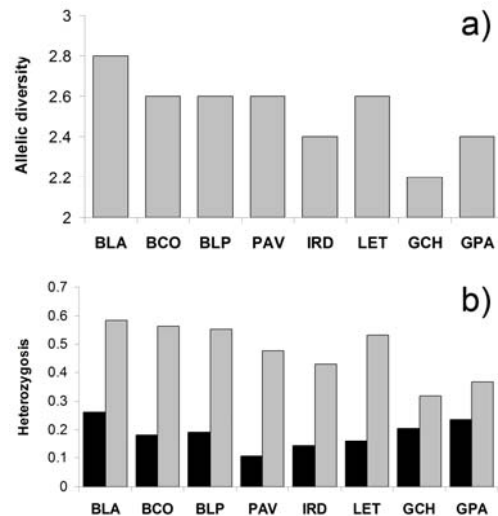 a)
Allelic diversity
3
2.8
2.6
2.4
2.2
2
BLA BCO BLP PAV IRD LET GCH GPA
b)
Heterozygosis
0.7
0.6
0.5
0.4
0.3
0.2
0.1
0
BLA BCO BLP PAV IRD LET GCH GPA